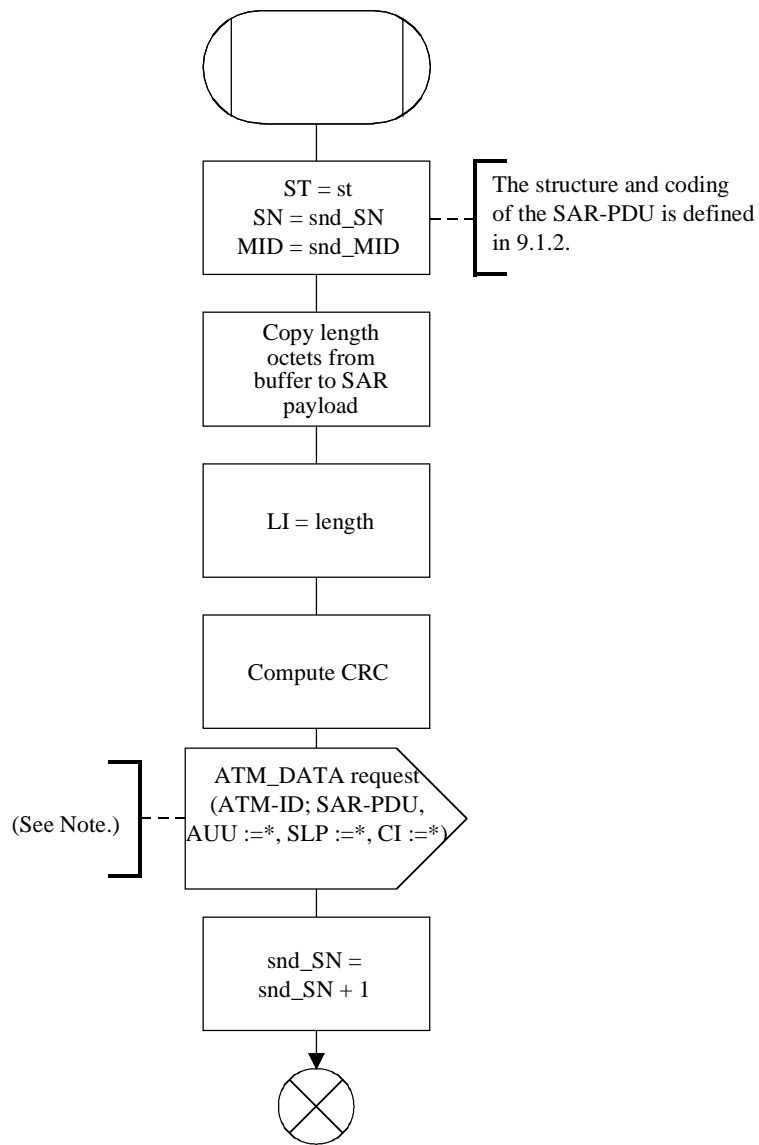 ST = st
SN = snd_SN
MID = snd_MID
The structure and coding
of the SAR-PDU is defined
in 9.1.2.
Copy length
octets from
buffer to SAR
payload
LI = length
Compute CRC
ATM_DATA request
(ATM-ID; SAR-PDU,
AUU :=*, SLP :=*, CI :=*)
(See Note.)
snd_SN =
snd_SN + 1